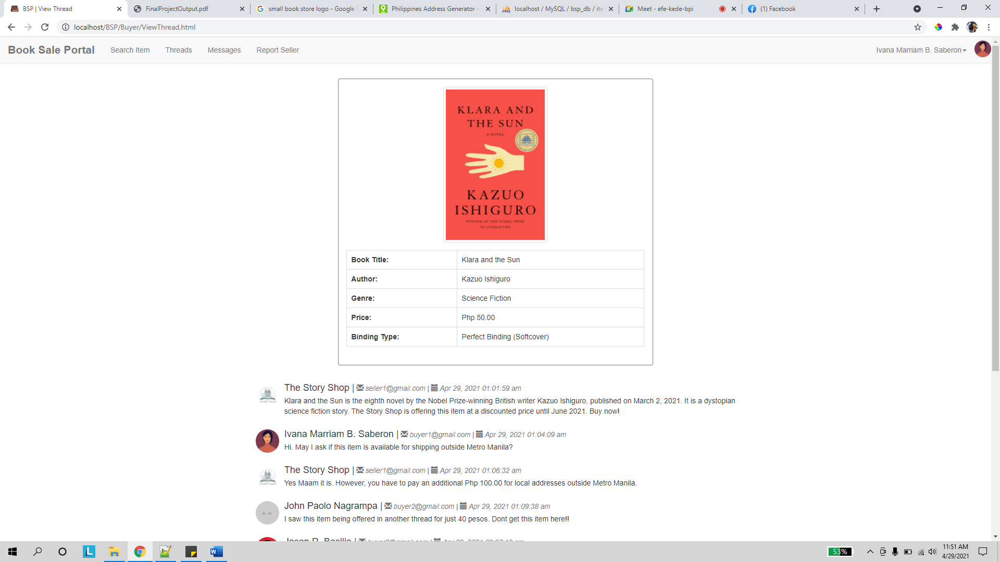 BSP | View Thread
FinalProjectOutput.pdf
small book store logo - Google
Philippines Address Generator -
localhost / MySQL / bsp_db / ite
Meet - efe-kede-bpi
(1) Facebook
localhost/BSP/Buyer/ViewThread.html
Book Sale Portal
Search Item
Threads
Messages
Report Seller
Ivana Marriam B. Saberon
KLARA AND
THE SUN
A NOVEL
KAZUO
ISHIGURO
WINNER OF THE NOBEL PRIZE
IN LITERATURE
Book Title: Klara and the Sun
Author: Kazuo Ishiguro
Genre: Science Fiction
Price: Php 50.00
Binding Type: Perfect Binding (Softcover)
The Story Shop | seller1@gmail.com | Apr 29, 2021 01:01:59 am
Klara and the Sun is the eighth novel by the Nobel Prize-winning British writer Kazuo Ishiguro, published on March 2, 2021. It is a dystopian
science fiction story. The Story Shop is offering this item at a discounted price until June 2021. Buy now!
Ivana Marriam B. Saberon | buyer1@gmail.com | Apr 29, 2021 01:04:09 am
Hi. May I ask if this item is available for shipping outside Metro Manila?
The Story Shop | seller1@gmail.com | Apr 29, 2021 01:06:32 am
Yes Maam it is. However, you have to pay an additional Php 100.00 for local addresses outside Metro Manila.
John Paolo Nagrampa | buyer2@gmail.com | Apr 29, 2021 01:09:38 am
I saw this item being offered in another thread for just 40 pesos. Dont get this item here!!
Jason R. Basilio |
53%
11:51 AM
4/29/2021